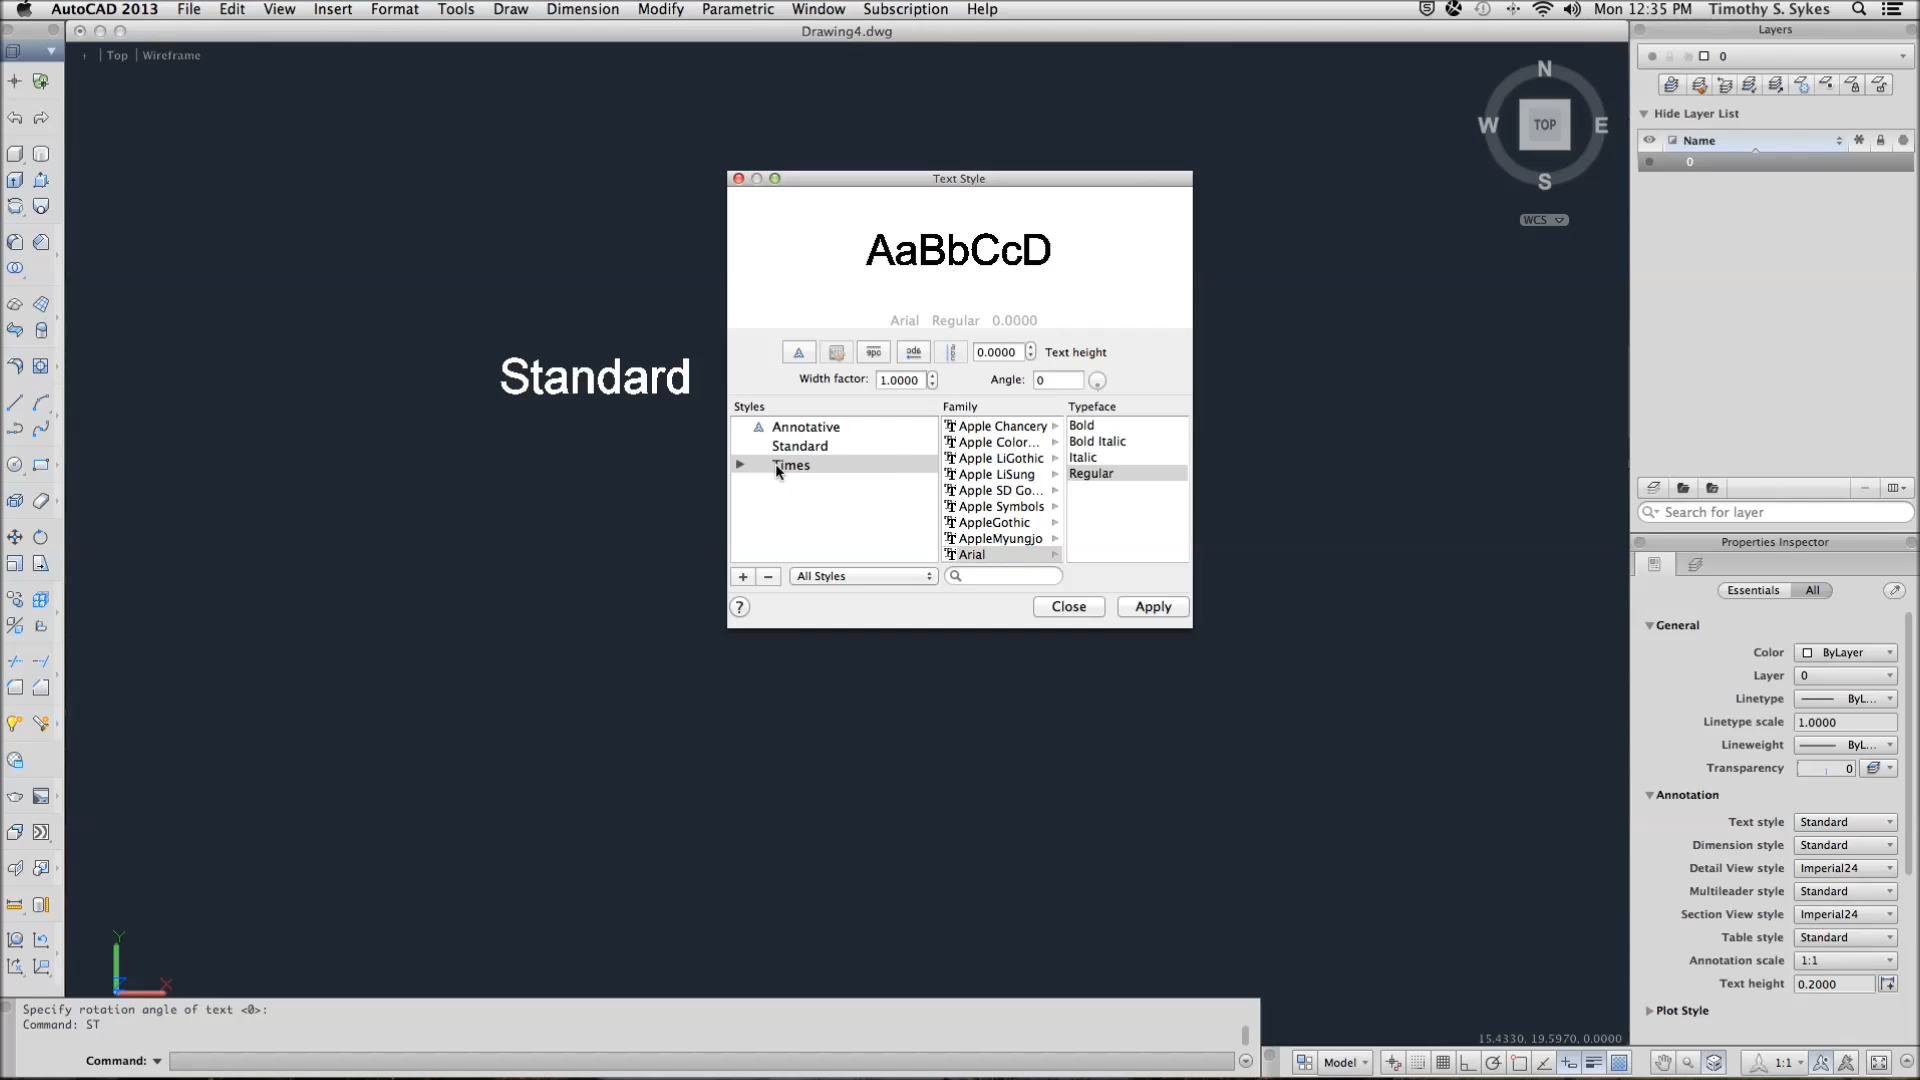 AutoCAD 2013 File Edit View Insert Format Tools Draw Dimension Modify Parametric Window Subscription Help Mon 12:35 PM Timothy S. Sykes
Drawing4.dwg
Top | Wireframe
Layers
0
Hide Layer List
Name
0
N
W TOP E
S
WCS
Text Style
AaBbCcD
Arial Regular 0.0000
0.0000 Text height
Width factor: 1.0000 Angle: 0
Styles Family Typeface
Annotative
Standard
Times
Apple Chancery
Apple Color...
Apple LiGothic
Apple LiSung
Apple SD Go...
Apple Symbols
AppleGothic
AppleMyungjo
Arial
Bold
Bold Italic
Italic
Regular
+ − All Styles
? Close Apply
Standard
Search for layer
Properties Inspector
Essentials All
General
Color ByLayer
Layer 0
Linetype ByL...
Linetype scale 1.0000
Lineweight ByL...
Transparency 0
Annotation
Text style Standard
Dimension style Standard
Detail View style Imperial24
Multileader style Standard
Section View style Imperial24
Table style Standard
Annotation scale 1:1
Text height 0.2000
Plot Style
Y
X
Specify rotation angle of text <0>:
Command: ST
Command:
15.4330, 19.5970, 0.0000
Model 1:1